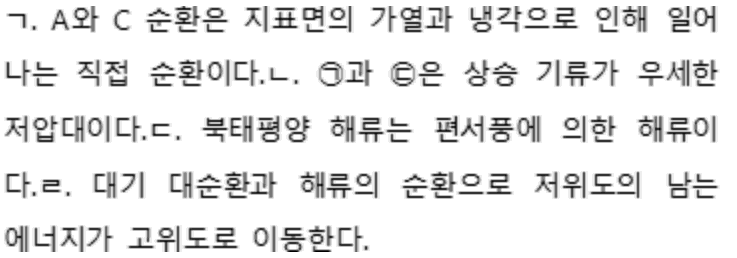 ㄱ. A와 C 순환은 지표면의 가열과 냉각으로 인해 일어
나는 직접 순환이다.ㄴ. ㉠과 ㉢은 상승 기류가 우세한
저압대이다.ㄷ. 북태평양 해류는 편서풍에 의한 해류이
다.ㄹ. 대기 대순환과 해류의 순환으로 저위도의 남는
에너지가 고위도로 이동한다.